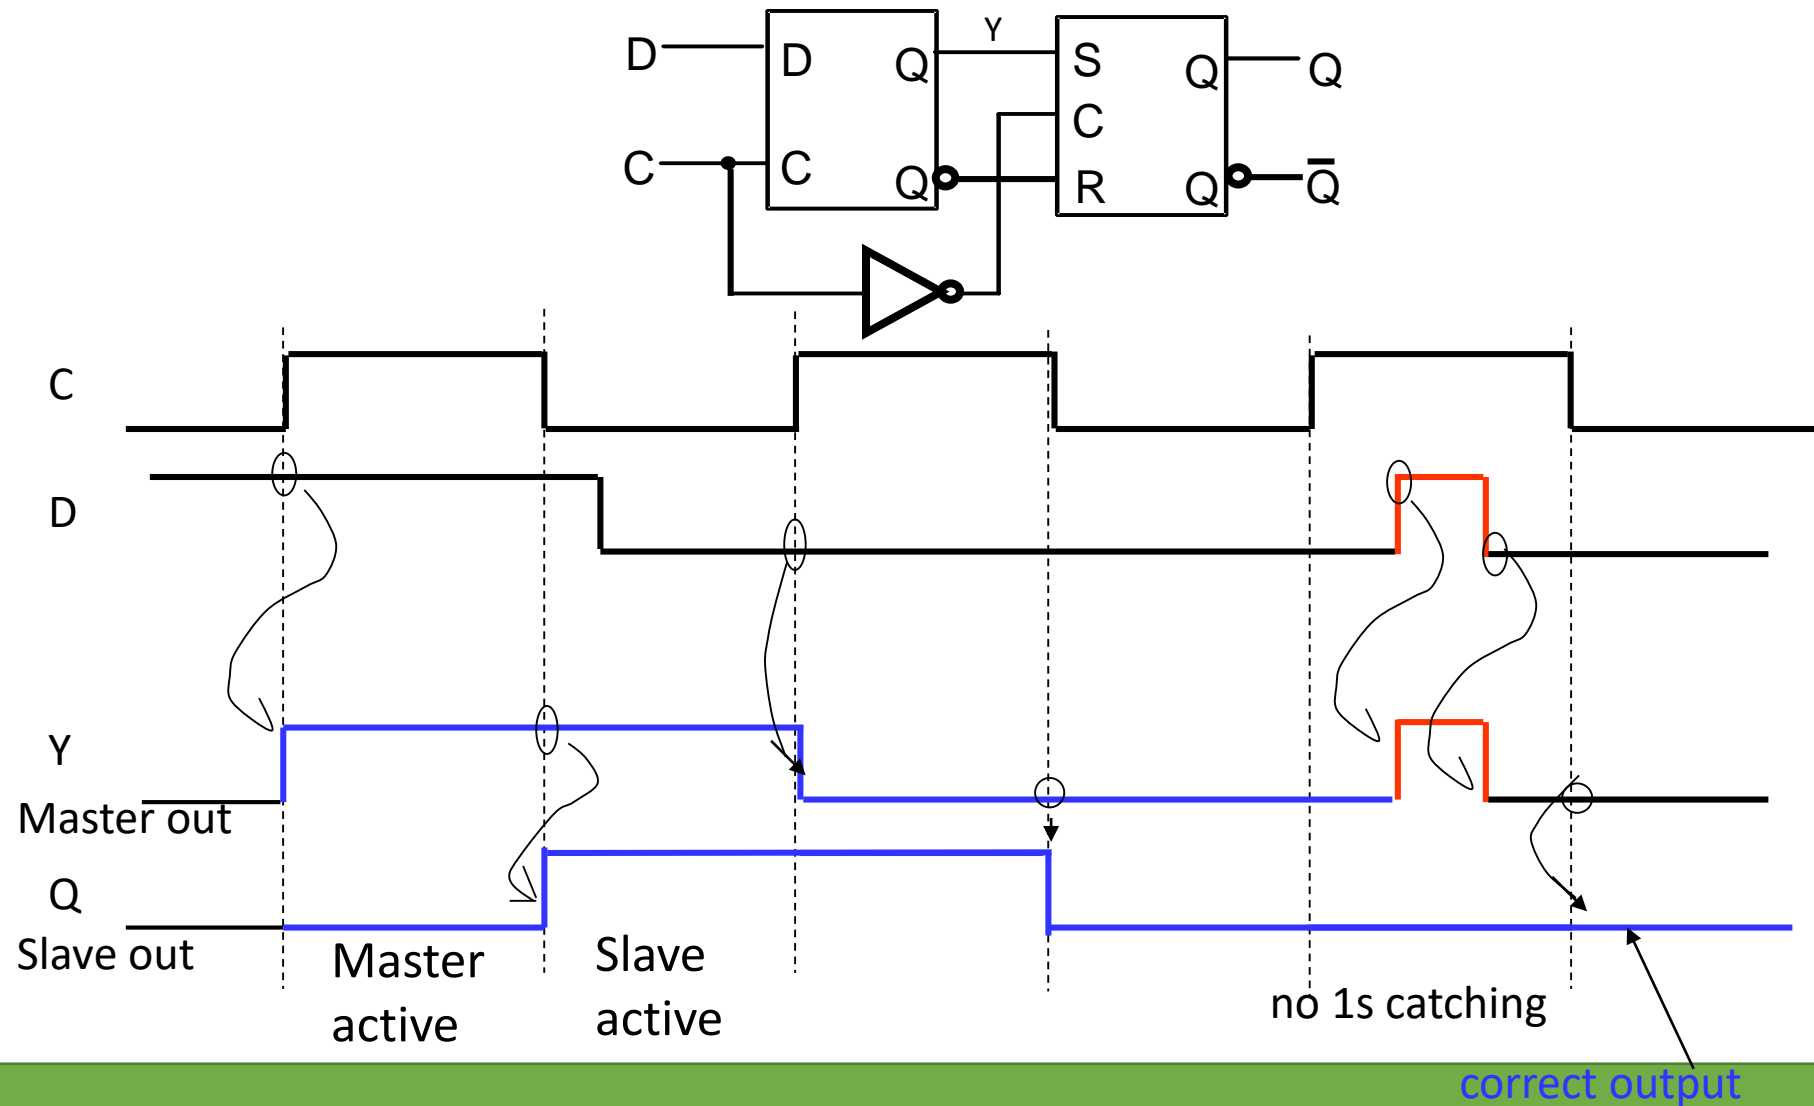 Y
D
D
Q
S
Q
Q
C
C
C
Q
R
Q
Q̅
C
D
Y
Master out
Q
Slave out
Master
active
Slave
active
no 1s catching
correct output